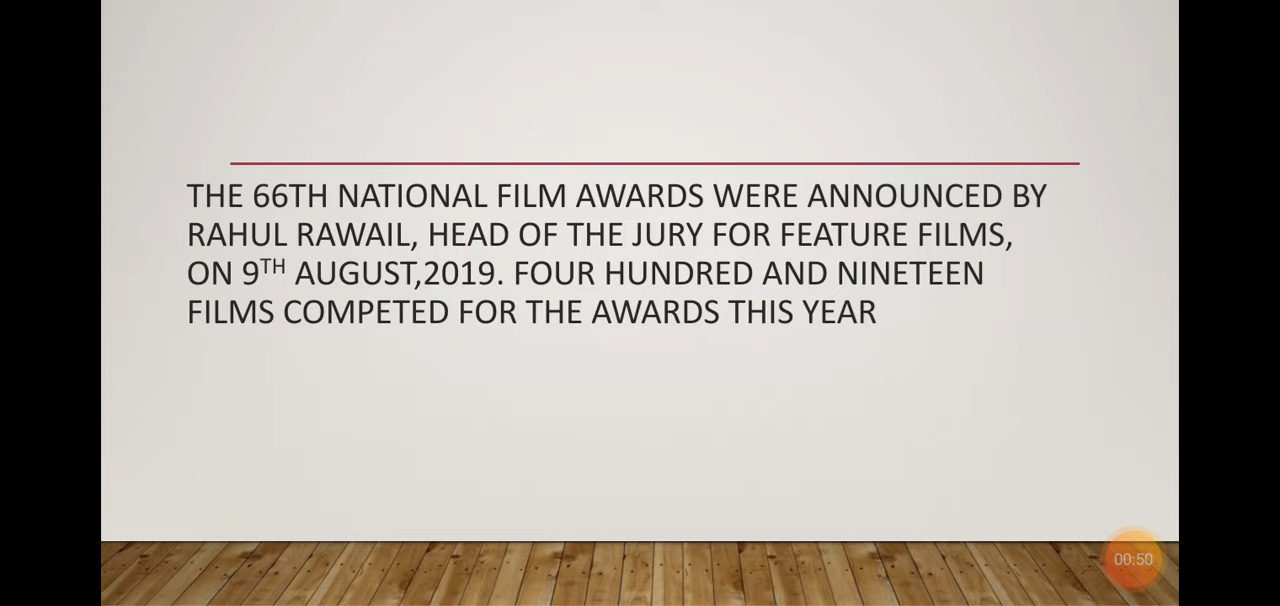 THE 66TH NATIONAL FILM AWARDS WERE ANNOUNCED BY
RAHUL RAWAIL, HEAD OF THE JURY FOR FEATURE FILMS,
ON 9TH AUGUST,2019. FOUR HUNDRED AND NINETEEN
FILMS COMPETED FOR THE AWARDS THIS YEAR
00:50